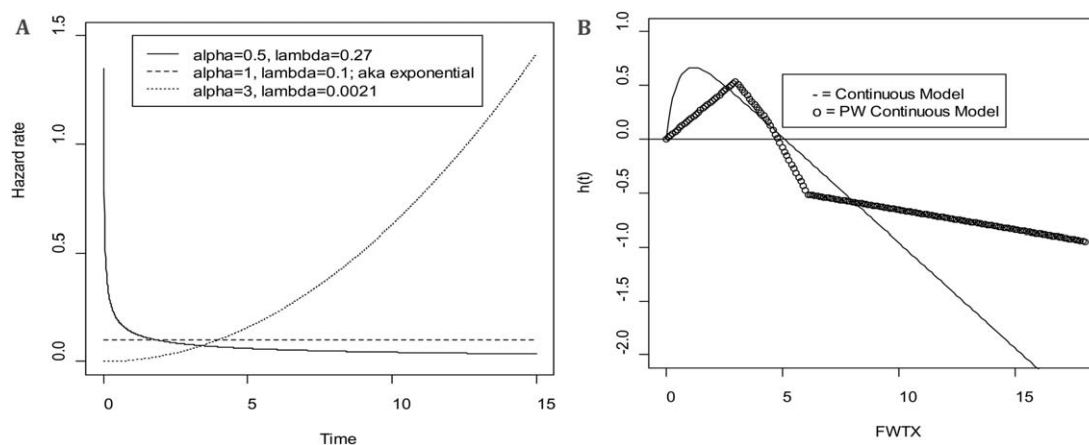 A
Hazard rate
1.5
1.0
0.5
0.0
alpha=0.5, lambda=0.27
alpha=1, lambda=0.1; aka exponential
alpha=3, lambda=0.0021
0 5 10 15
Time
B
h(t)
1.0
0.5
0.0
-0.5
-1.0
-1.5
-2.0
- = Continuous Model
o = PW Continuous Model
0 5 10 15
FWTX